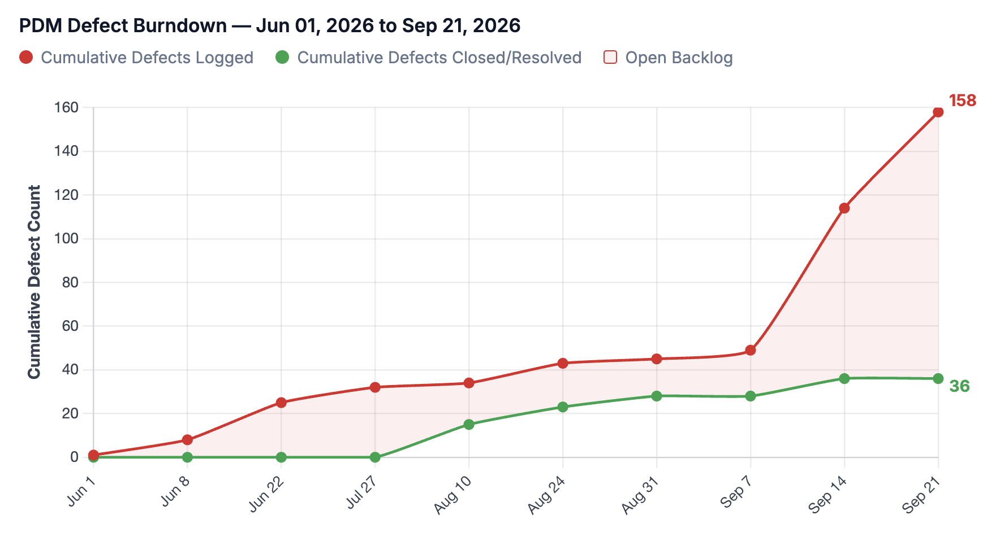 PDM Defect Burndown — Jun 01, 2026 to Sep 21, 2026
Cumulative Defects Logged
Cumulative Defects Closed/Resolved
Open Backlog
Cumulative Defect Count
160
140
120
100
80
60
40
20
0
158
36
Jun 1
Jun 8
Jun 22
Jul 27
Aug 10
Aug 24
Aug 31
Sep 7
Sep 14
Sep 21